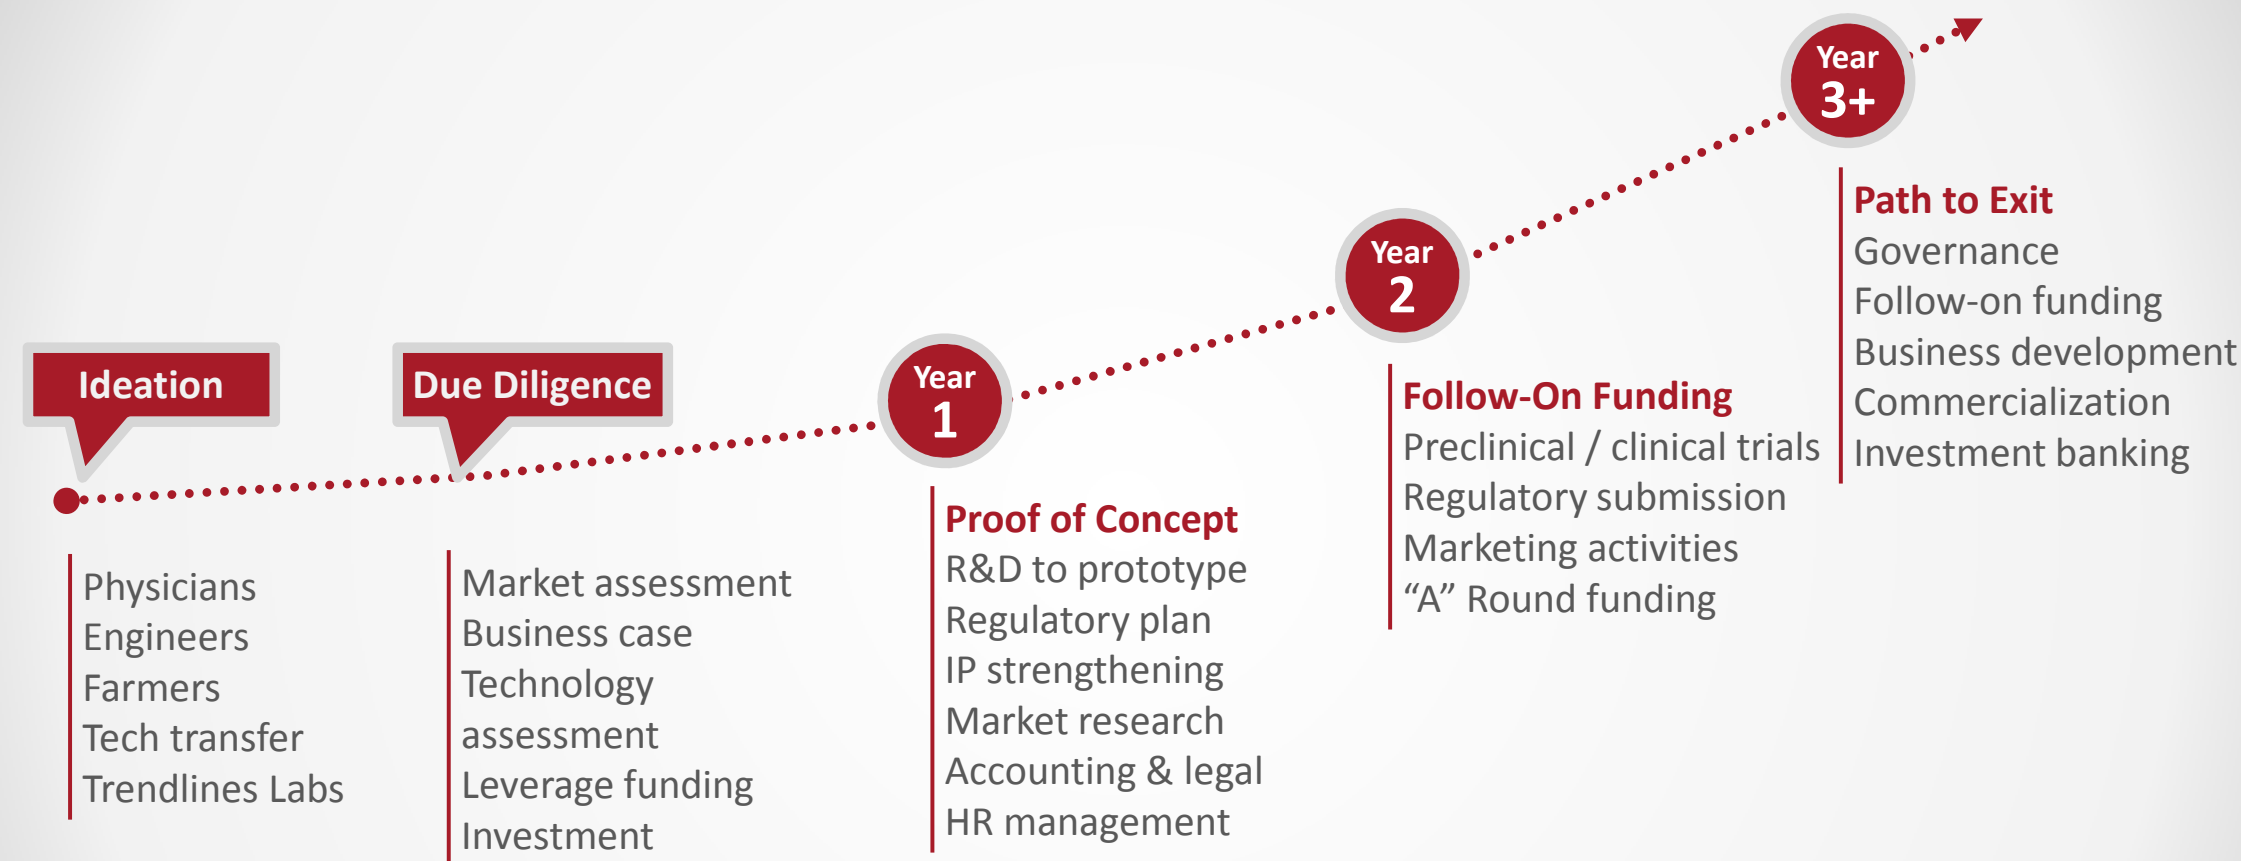 Ideation
Physicians
Engineers
Farmers
Tech transfer
Trendlines Labs
Due Diligence
Market assessment
Business case
Technology
assessment
Leverage funding
Investment
Year
1
Proof of Concept
R&D to prototype
Regulatory plan
IP strengthening
Market research
Accounting & legal
HR management
Year
2
Follow-On Funding
Preclinical / clinical trials
Regulatory submission
Marketing activities
“A” Round funding
Year
3+
Path to Exit
Governance
Follow-on funding
Business development
Commercialization
Investment banking